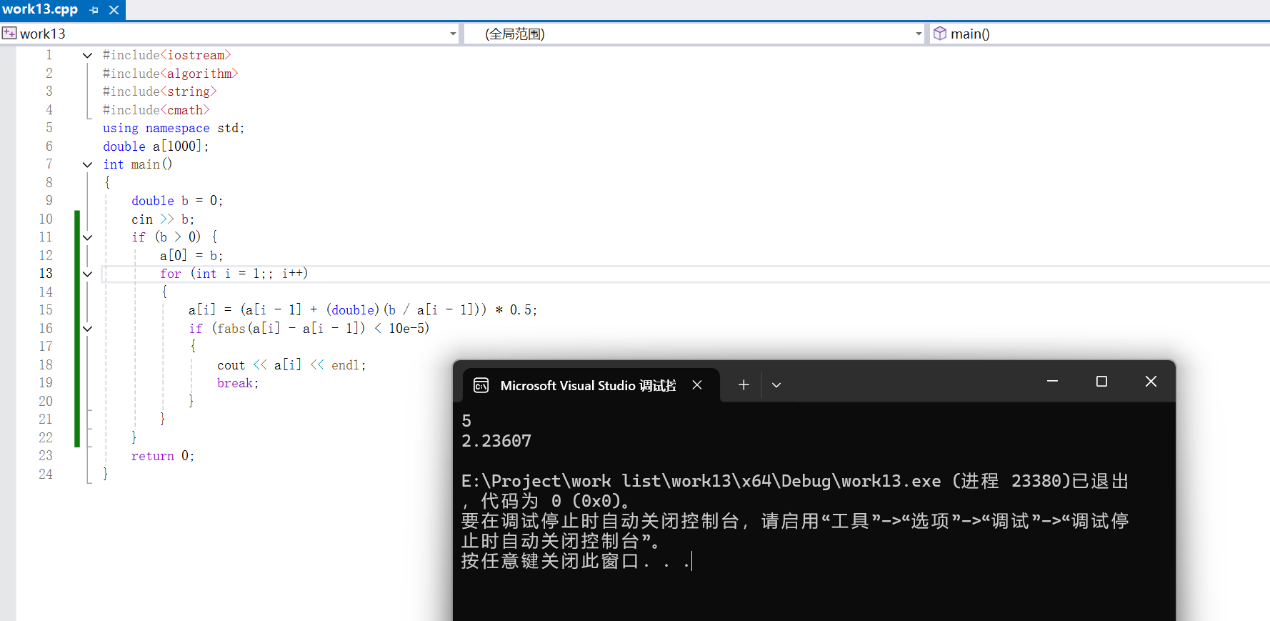 work13.cpp
work13 (全局范围) main()
1 #include<iostream>
2 #include<algorithm>
3 #include<string>
4 #include<cmath>
5 using namespace std;
6 double a[1000];
7 int main()
8 {
9 double b = 0;
10 cin >> b;
11 if (b > 0) {
12 a[0] = b;
13 for (int i = 1;; i++)
14 {
15 a[i] = (a[i - 1] + (double)(b / a[i - 1])) * 0.5;
16 if (fabs(a[i] - a[i - 1]) < 10e-5)
17 {
18 cout << a[i] << endl;
19 break;
20 }
21 }
22 }
23 return 0;
24 }
Microsoft Visual Studio 调试控
5
2.23607
E:\Project\work list\work13\x64\Debug\work13.exe (进程 23380)已退出
，代码为 0 (0x0)。
要在调试停止时自动关闭控制台，请启用“工具”->“选项”->“调试”->“调试停
止时自动关闭控制台”。
按任意键关闭此窗口. . .